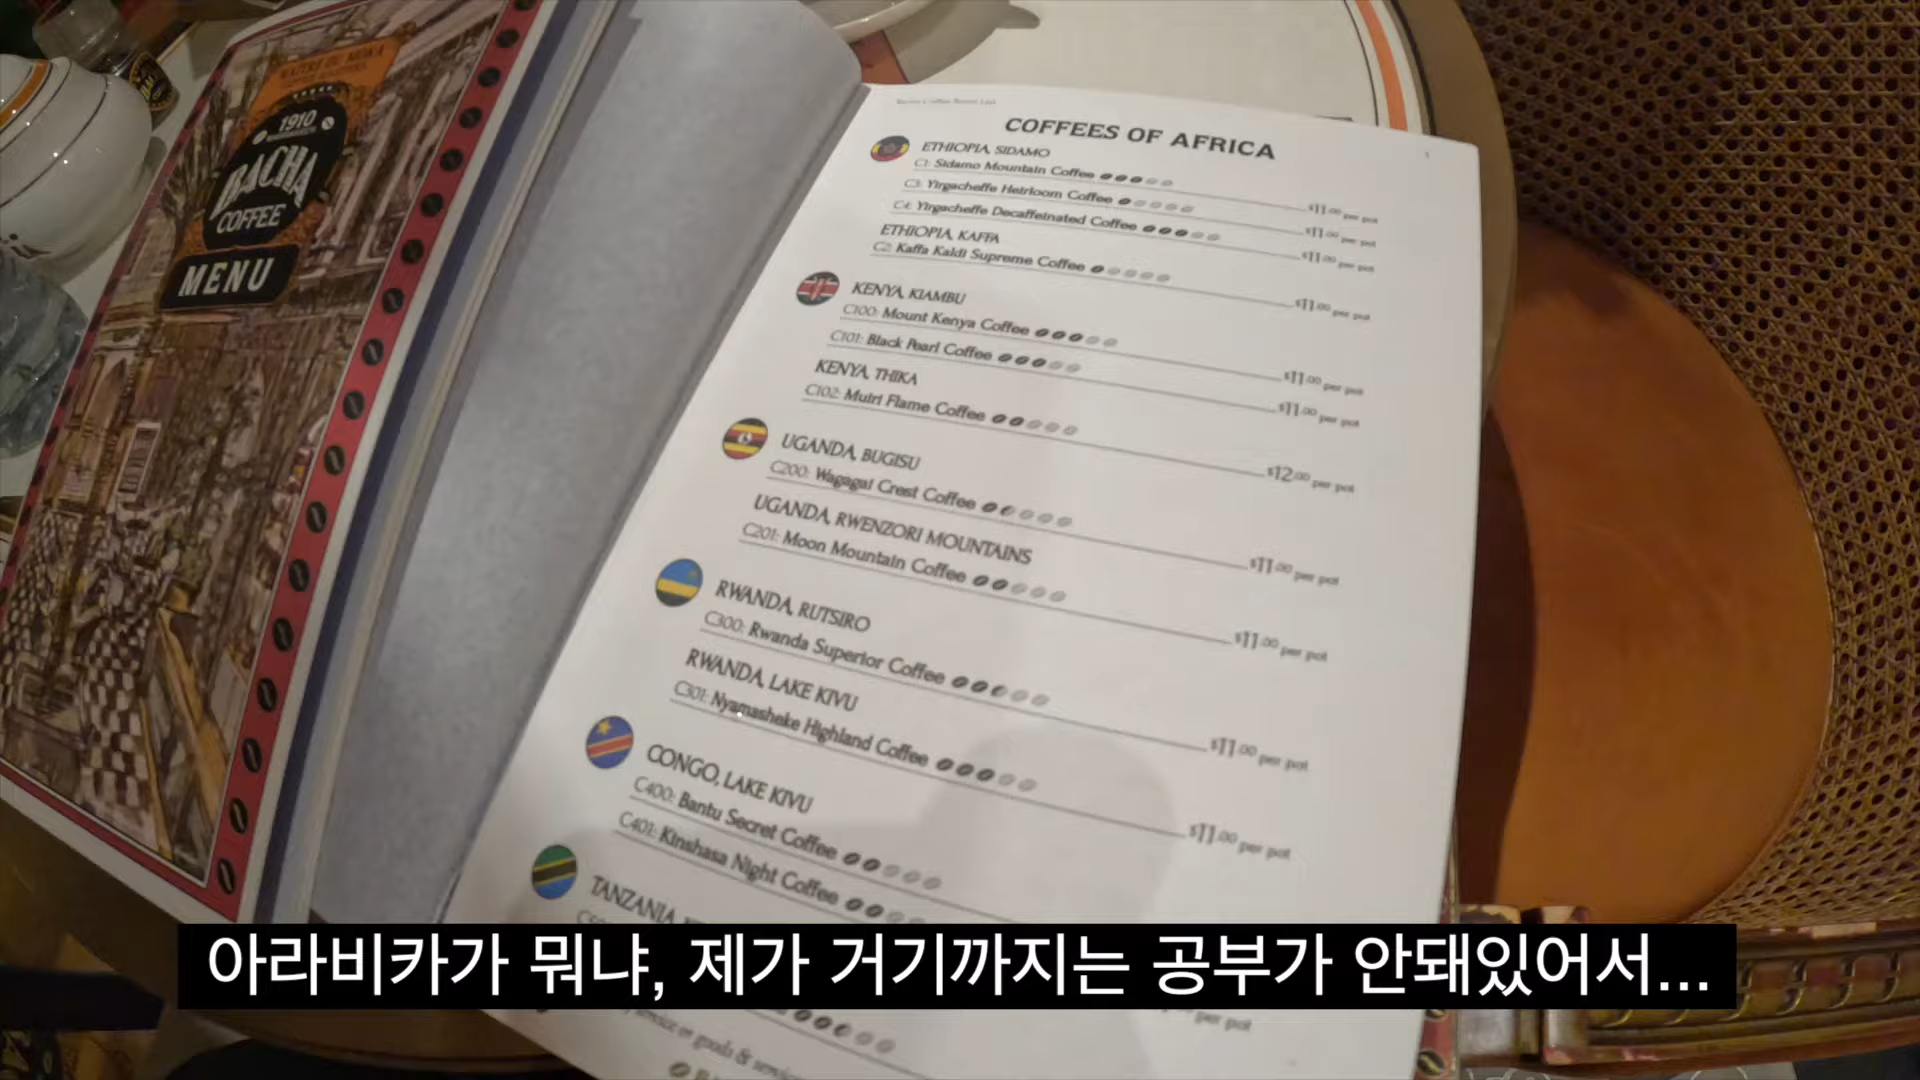 1910
BACHA
COFFEE
MENU
COFFEES OF AFRICA
ETHIOPIA, SIDAMO
C1: Sidamo Mountain Coffee $11.00 per pot
C3: Yirgacheffe Heirloom Coffee $11.00 per pot
C4: Yirgacheffe Decaffeinated Coffee $11.00 per pot
ETHIOPIA, KAFFA
C2: Kaffa Kaldi Supreme Coffee $11.00 per pot
KENYA, KIAMBU
C100: Mount Kenya Coffee $11.00 per pot
C101: Black Pearl Coffee $11.00 per pot
KENYA, THIKA
C102: Muiri Flame Coffee $12.00 per pot
UGANDA, BUGISU
C200: Wagagai Crest Coffee $11.00 per pot
UGANDA, RWENZORI MOUNTAINS
C201: Moon Mountain Coffee $11.00 per pot
RWANDA, RUTSIRO
C300: Rwanda Superior Coffee $11.00 per pot
RWANDA, LAKE KIVU
C301: Nyamasheke Highland Coffee $11.00 per pot
CONGO, LAKE KIVU
C400: Bantu Secret Coffee
C401: Kinshasa Night Coffee
TANZANIA,
아라비카가 뭐냐, 제가 거기까지는 공부가 안돼있어서...
per pot
service on goods &